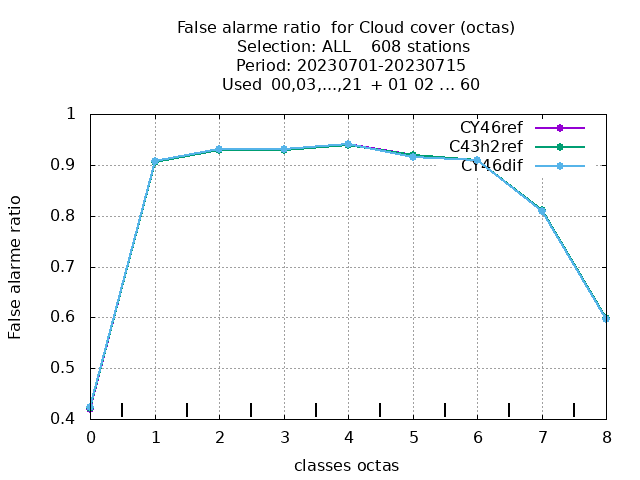 False alarme ratio  for Cloud cover (octas)
Selection: ALL    608 stations
Period: 20230701-20230715
Used  00,03,...,21  + 01 02 ... 60
CY46ref
C43h2ref
CY46dif
False alarme ratio
1
0.9
0.8
0.7
0.6
0.5
0.4
0 1 2 3 4 5 6 7 8
classes octas